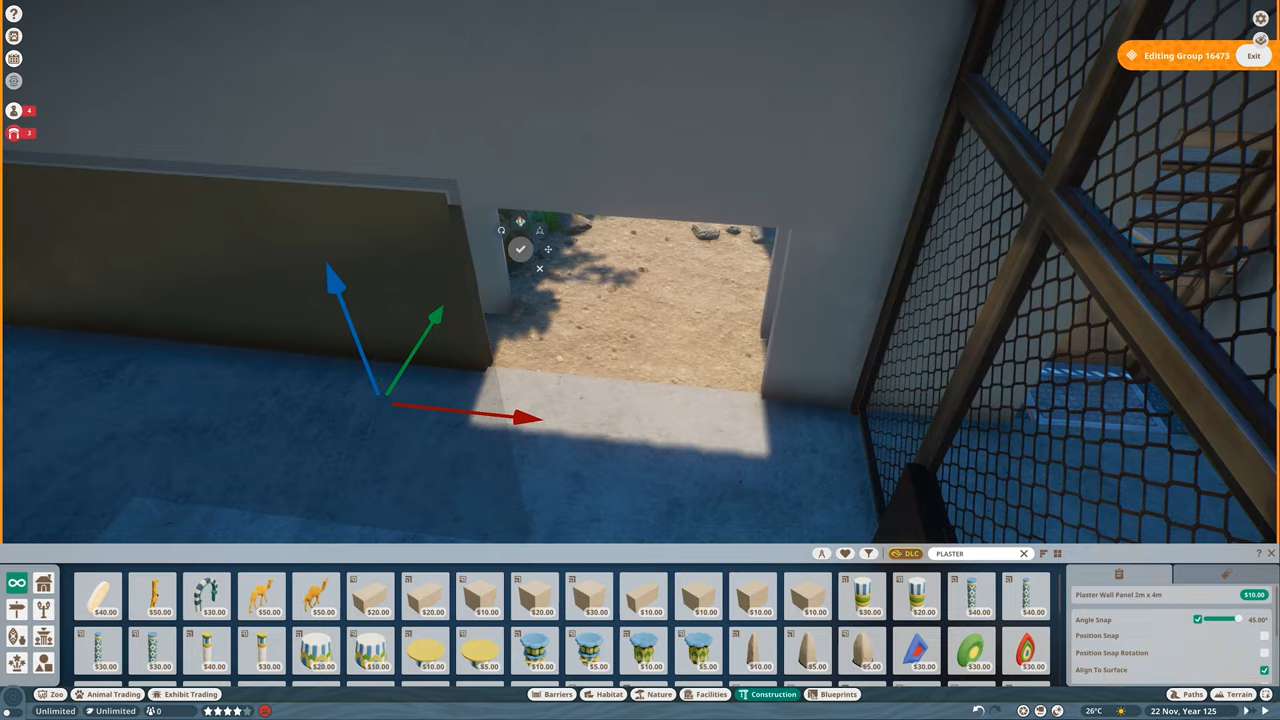 Editing Group 16473
Exit
4
3
DLC
PLASTER
$40.00 $50.00 $30.00 $50.00 $50.00 $20.00 $20.00 $10.00 $20.00 $30.00 $10.00 $10.00 $10.00 $10.00 $30.00 $20.00 $40.00 $40.00
$30.00 $30.00 $40.00 $30.00 $20.00 $10.00 $10.00 $5.00 $10.00 $5.00 $10.00 $5.00 $10.00 $5.00 $5.00 $30.00 $30.00 $30.00
Plaster Wall Panel 2m x 4m $10.00
Angle Snap 45.00°
Position Snap
Position Snap Rotation
Align To Surface
Zoo Animal Trading Exhibit Trading Barriers Habitat Nature Facilities Construction Blueprints Paths Terrain
Unlimited Unlimited 0 26°C 22 Nov, Year 125